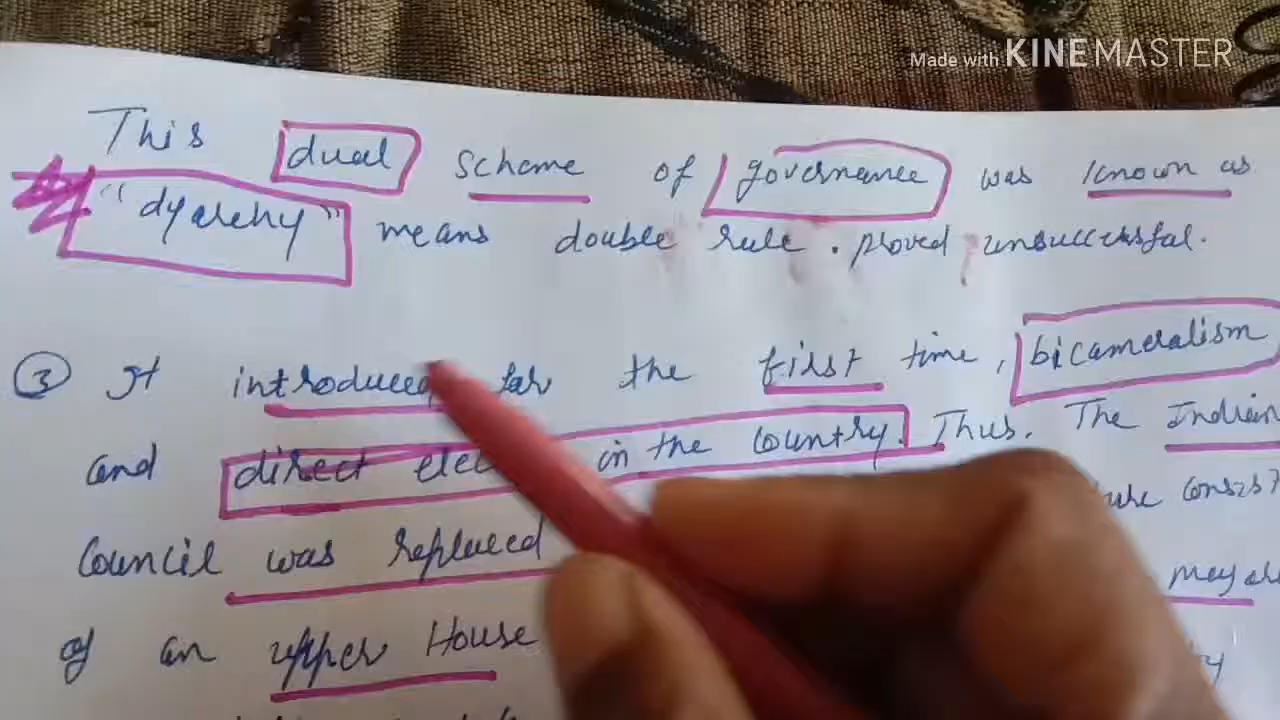 Made with KINEMASTER
This dual scheme of governance was known as
"dyarchy" means double rule. proved unsuccessful.
③ It introduced for the first time, bicameralism
and direct in the country. Thus. The Indian
Council was replaced consist
of an upper House